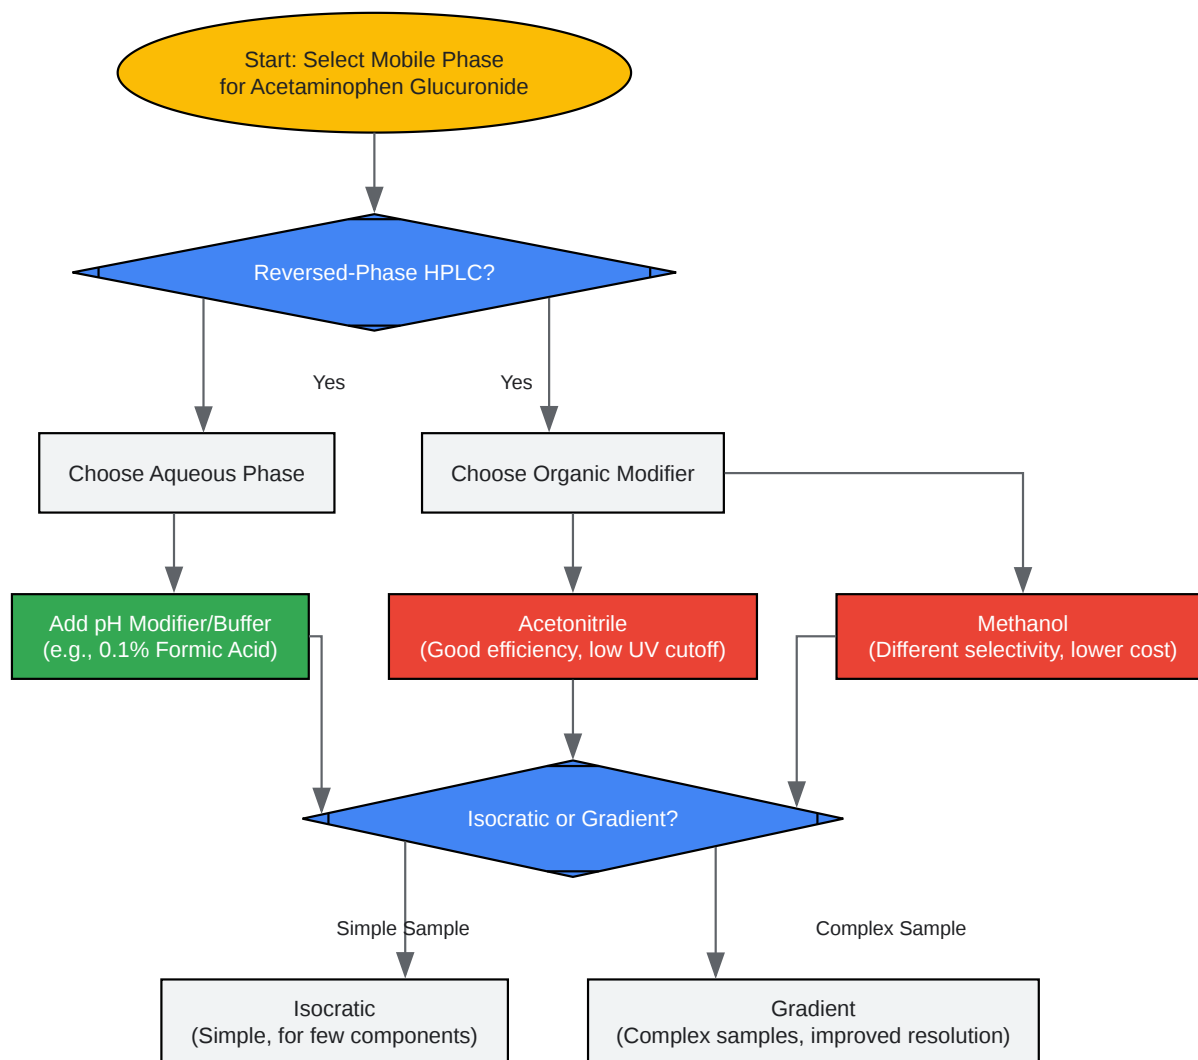 Start: Select Mobile Phase
for Acetaminophen Glucuronide
Reversed-Phase HPLC?
Yes
Yes
Choose Aqueous Phase
Choose Organic Modifier
Add pH Modifier/Buffer
(e.g., 0.1% Formic Acid)
Acetonitrile
(Good efficiency, low UV cutoff)
Methanol
(Different selectivity, lower cost)
Isocratic or Gradient?
Simple Sample
Complex Sample
Isocratic
(Simple, for few components)
Gradient
(Complex samples, improved resolution)